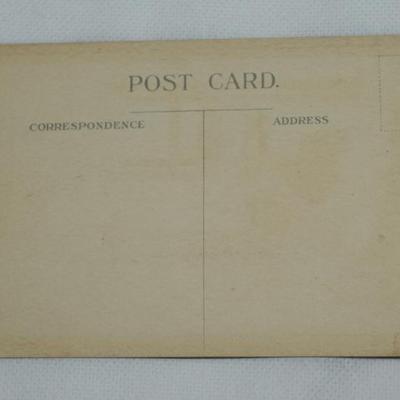 POST CARD.
CORRESPONDENCE
ADDRESS